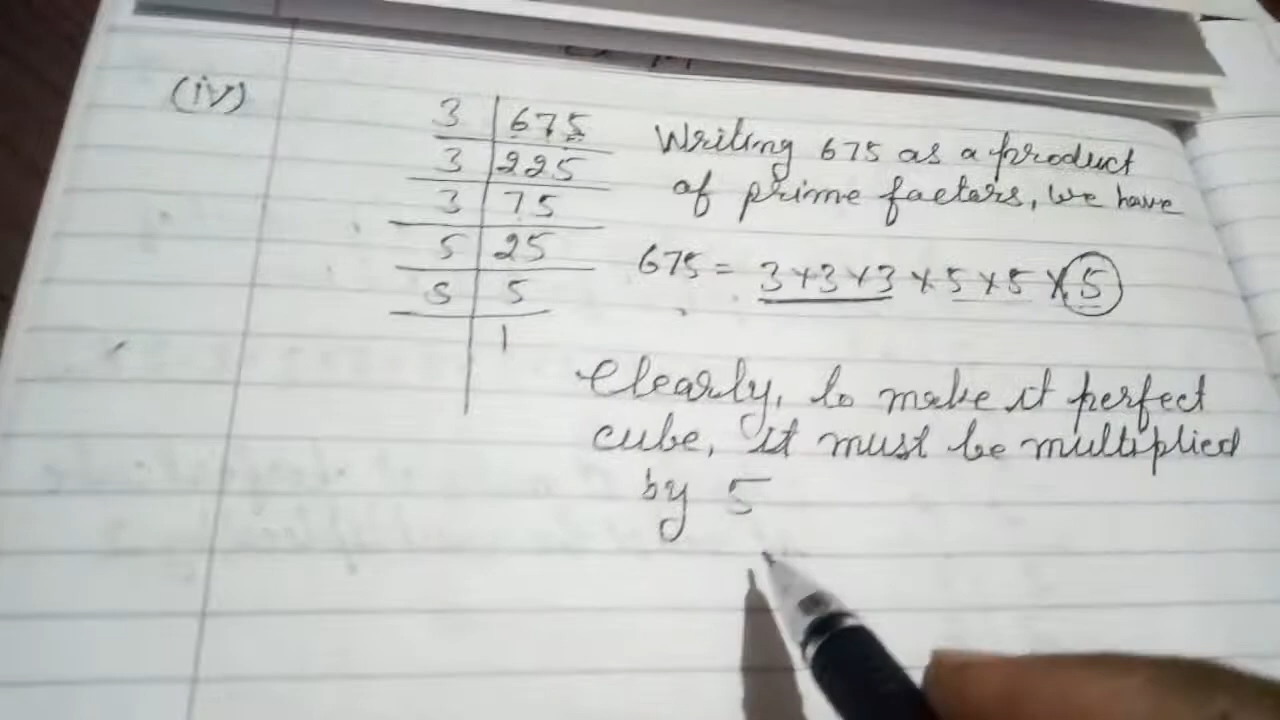 (iv)
3 | 675
3 | 225
3 | 75
5 | 25
5 | 5
1
Writing 675 as a product
of prime factors, we have
675 = 3 × 3 × 3 × 5 × 5 × 5
Clearly, to make it perfect
cube, it must be multiplied
by 5